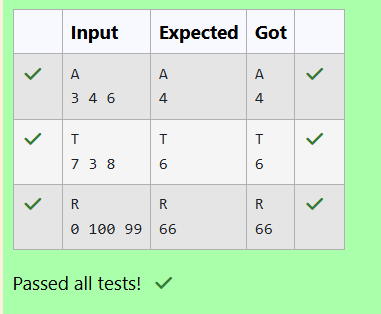 Input Expected Got
A A A
3 4 6 4 4
T T T
7 3 8 6 6
R R R
0 100 99 66 66
Passed all tests!